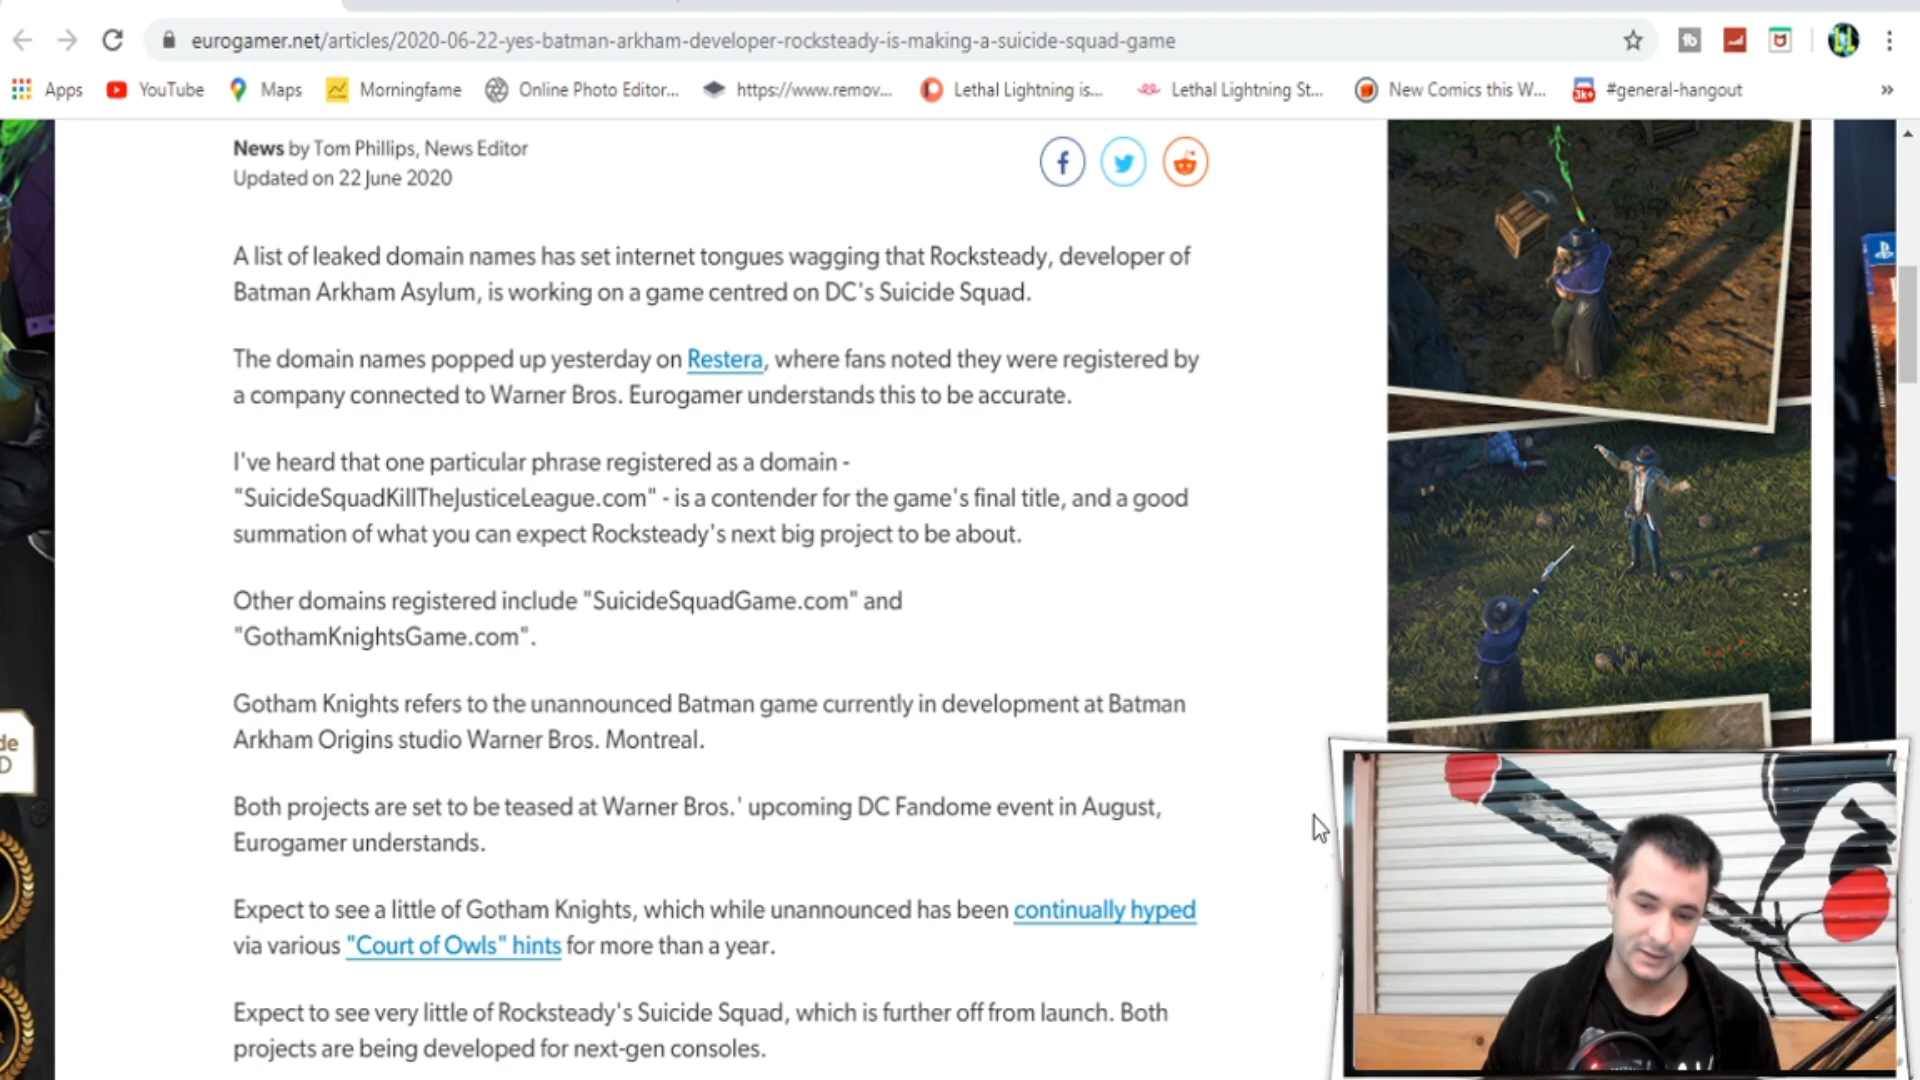 eurogamer.net/articles/2020-06-22-yes-batman-arkham-developer-rocksteady-is-making-a-suicide-squad-game
Apps YouTube Maps Morningfame Online Photo Editor... https://www.remov... Lethal Lightning is... Lethal Lightning St... New Comics this W... 3k+ #general-hangout »
News by Tom Phillips, News Editor
Updated on 22 June 2020
A list of leaked domain names has set internet tongues wagging that Rocksteady, developer of
Batman Arkham Asylum, is working on a game centred on DC's Suicide Squad.
The domain names popped up yesterday on Restera, where fans noted they were registered by
a company connected to Warner Bros. Eurogamer understands this to be accurate.
I've heard that one particular phrase registered as a domain -
"SuicideSquadKillTheJusticeLeague.com" - is a contender for the game's final title, and a good
summation of what you can expect Rocksteady's next big project to be about.
Other domains registered include "SuicideSquadGame.com" and
"GothamKnightsGame.com".
Gotham Knights refers to the unannounced Batman game currently in development at Batman
Arkham Origins studio Warner Bros. Montreal.
Both projects are set to be teased at Warner Bros.' upcoming DC Fandome event in August,
Eurogamer understands.
Expect to see a little of Gotham Knights, which while unannounced has been continually hyped
via various "Court of Owls" hints for more than a year.
Expect to see very little of Rocksteady's Suicide Squad, which is further off from launch. Both
projects are being developed for next-gen consoles.
de
D